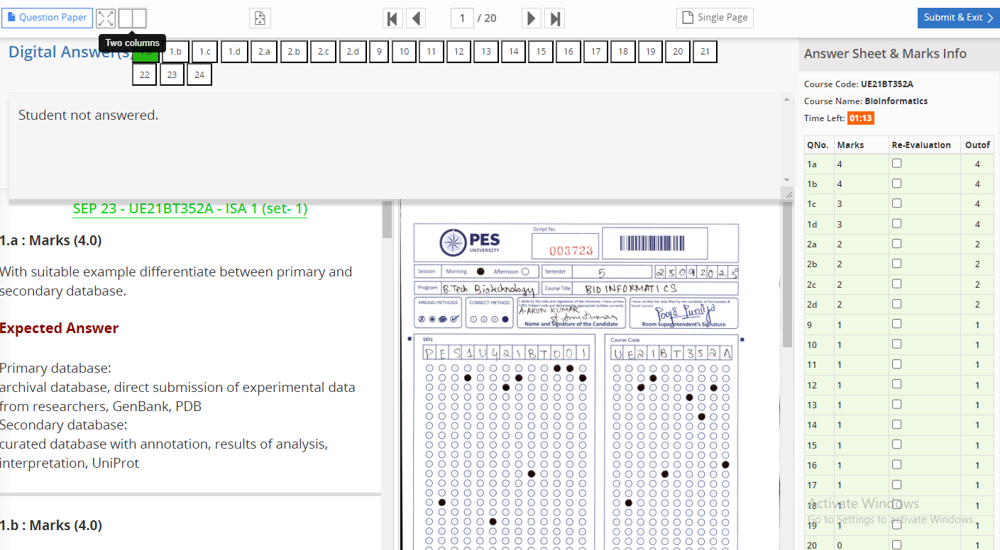 Question Paper
1 / 20
Single Page
Submit & Exit
Two columns
Digital Answer(s)
1.a 1.b 1.c 1.d 2.a 2.b 2.c 2.d 9 10 11 12 13 14 15 16 17 18 19 20 21
22 23 24
Student not answered.
SEP 23 - UE21BT352A - ISA 1 (set- 1)
1.a : Marks (4.0)
With suitable example differentiate between primary and
secondary database.
Expected Answer
Primary database:
archival database, direct submission of experimental data
from researchers, GenBank, PDB
Secondary database:
curated database with annotation, results of analysis,
interpretation, UniProt
1.b : Marks (4.0)
PES
UNIVERSITY
Script No.
003723
Session Morning Afternoon Semester 5 25092023
Program B.Tech Biotechnology Course Title BIOINFORMATICS
WRONG METHODS CORRECT METHOD
I abide by the rules and regulations of the University. I have written
USN, Subject code and darkened the appropriate bubbles correctly
A-ARUN KUMAR
Name and Signature of the Candidate
I have verified the data filled by the candidate of this booklet &
found correct.
Room Superintendent's Signature
SRN
PES1UG21BT001
Course Code
UE21BT352A
Answer Sheet & Marks Info
Course Code: UE21BT352A
Course Name: Bioinformatics
Time Left: 01:13
QNo. Marks Re-Evaluation Outof
1a 4 4
1b 4 4
1c 3 4
1d 3 4
2a 2 2
2b 2 2
2c 2 2
2d 2 2
9 1 1
10 1 1
11 1 1
12 1 1
13 1 1
14 1 1
15 1 1
16 1 1
17 1 1
18 1 1
19 1 1
20 0 1
Activate Windows
Go to Settings to activate Windows.